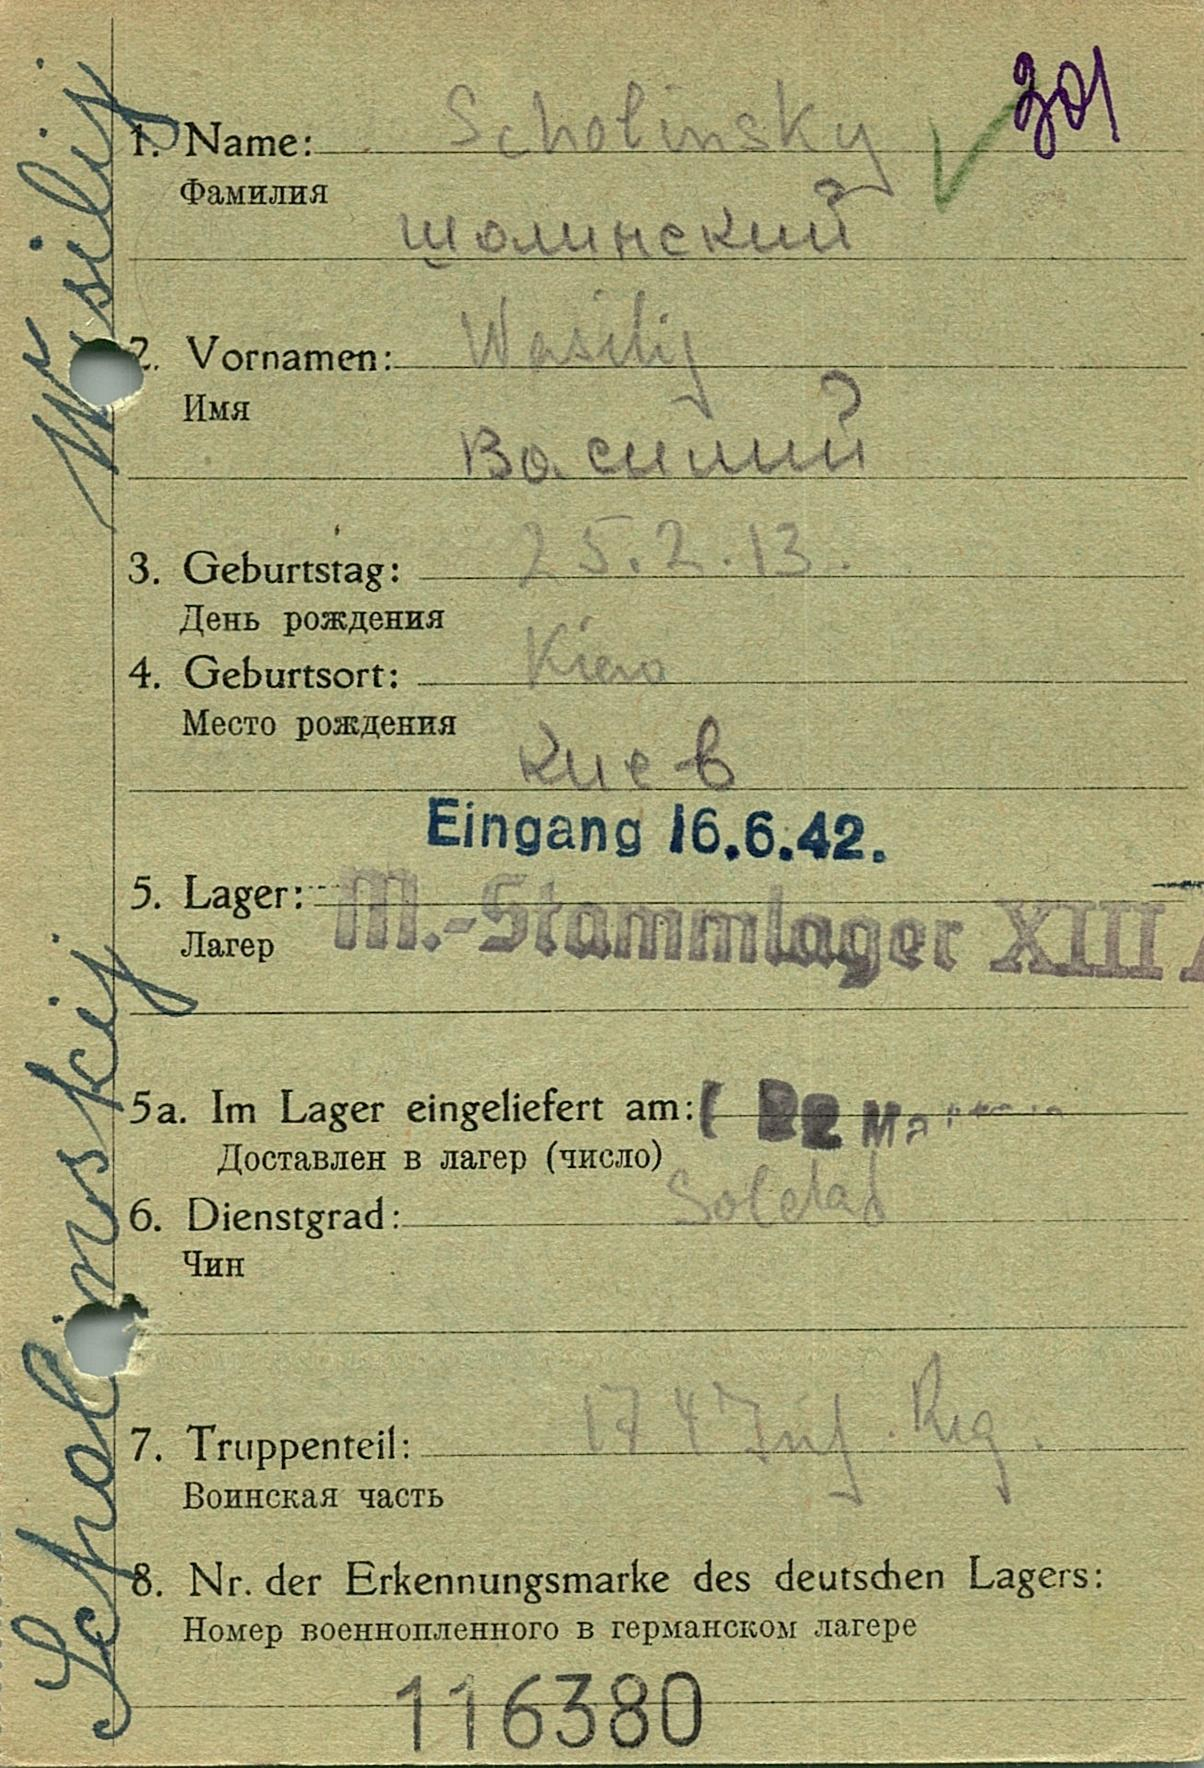 301
1. Name: Scholinsky
Фамилия
Шолинский
2. Vornamen: Wasilij
Имя
Василий
3. Geburtstag: 25.2.13.
День рождения
4. Geburtsort: Kiew
Место рождения
Киев
Eingang 16.6.42.
5. Lager: M.-Stammlager XIII A
Лагер
5a. Im Lager eingeliefert am:
Доставлен в лагер (число)
6. Dienstgrad: Soldat
Чин
7. Truppenteil: 174 Inf. Reg.
Воинская часть
8. Nr. der Erkennungsmarke des deutschen Lagers:
Номер военнопленного в германском лагере
116380
Scholinskij Wasilij